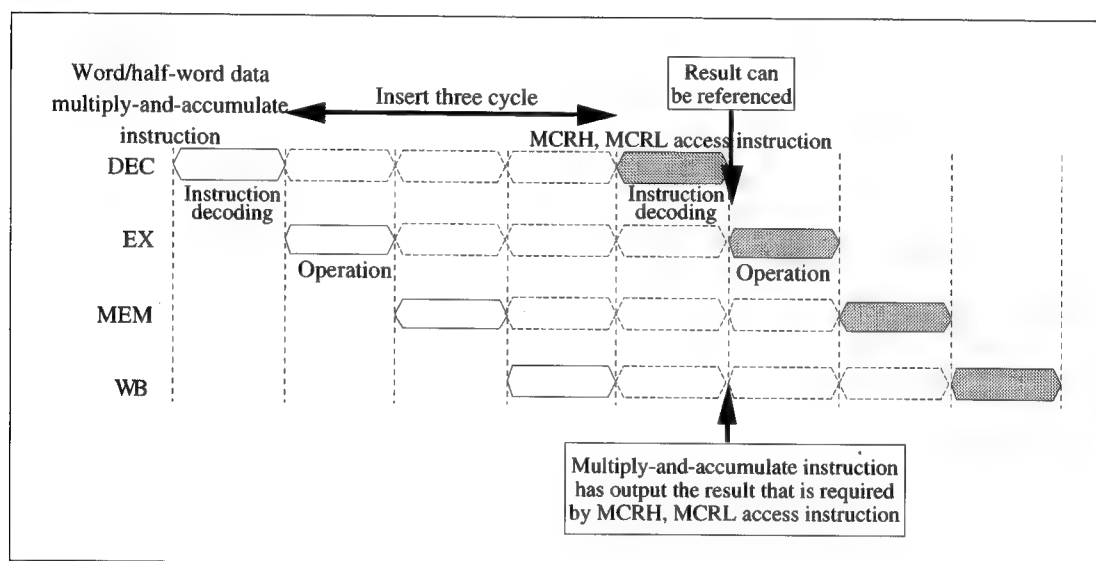 Word/half-word data
multiply-and-accumulate
instruction
Insert three cycle
Result can
be referenced
MCRH, MCRL access instruction
DEC
Instruction
decoding
Instruction
decoding
EX
Operation
Operation
MEM
WB
Multiply-and-accumulate instruction
has output the result that is required
by MCRH, MCRL access instruction